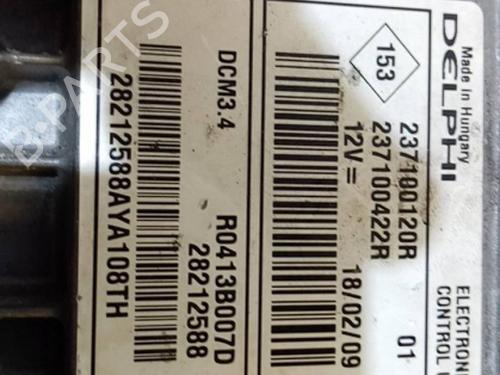 DELPHI
Made in Hungary
ELECTRONIC
CONTROL
153
237100120R 01
237100422R
12V= 18/02/09
DCM3.4
R0413B007D
28212588
28212588AYA108TH
B-PARTS